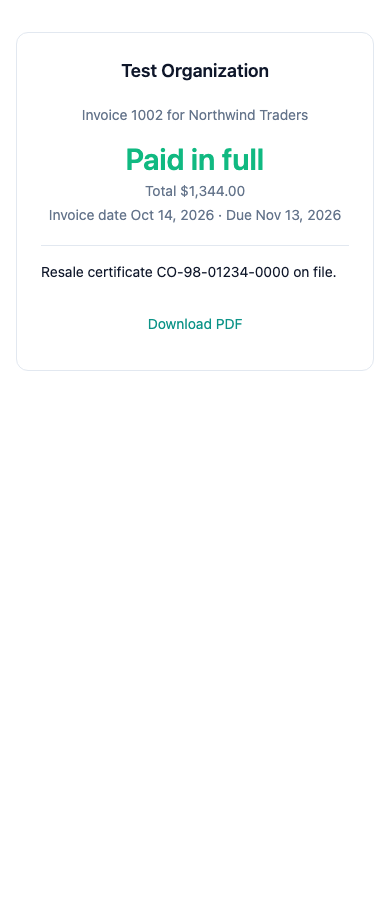 Test Organization
Invoice 1002 for Northwind Traders
Paid in full
Total $1,344.00
Invoice date Oct 14, 2026 · Due Nov 13, 2026
Resale certificate CO-98-01234-0000 on file.
Download PDF